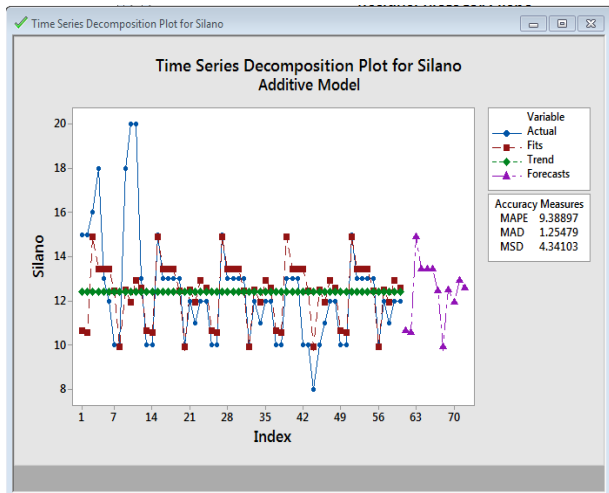 Time Series Decomposition Plot for Silano
Time Series Decomposition Plot for Silano
Additive Model
Variable
Actual
Fits
Trend
Forecasts
Accuracy Measures
MAPE 9.38897
MAD 1.25479
MSD 4.34103
Silano
20
18
16
14
12
10
8
1 7 14 21 28 35 42 49 56 63 70
Index